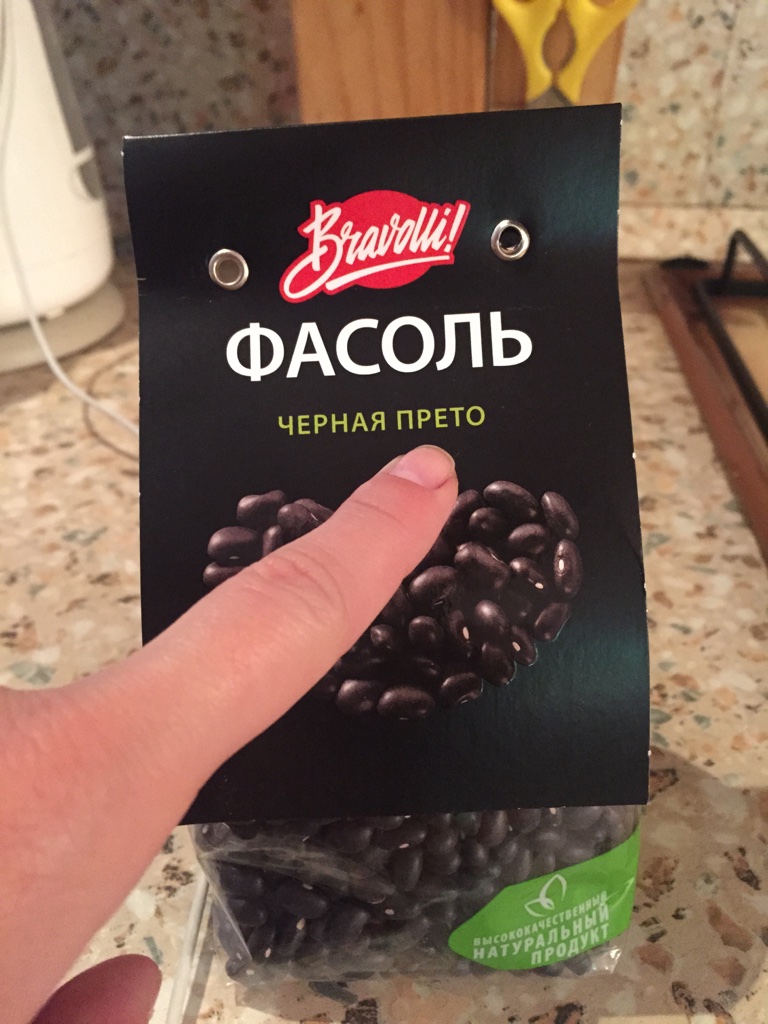 Bravolli!
ФАСОЛЬ
ЧЕРНАЯ ПРЕТО
ВЫСОКОКАЧЕСТВЕННЫЙ
НАТУРАЛЬНЫЙ
ПРОДУКТ